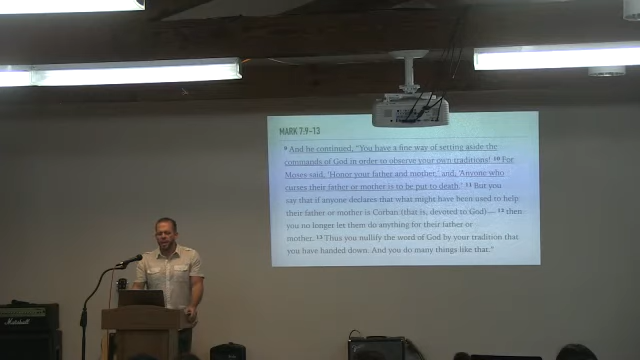 MARK 7:9-13
9 And he continued, "You have a fine way of setting aside the
commands of God in order to observe your own traditions! 10 For
Moses said, 'Honor your father and mother,' and, 'Anyone who
curses their father or mother is to be put to death.' 11 But you
say that if anyone declares that what might have been used to help
their father or mother is Corban (that is, devoted to God)— 12 then
you no longer let them do anything for their father or
mother. 13 Thus you nullify the word of God by your tradition that
you have handed down. And you do many things like that."
Marshall